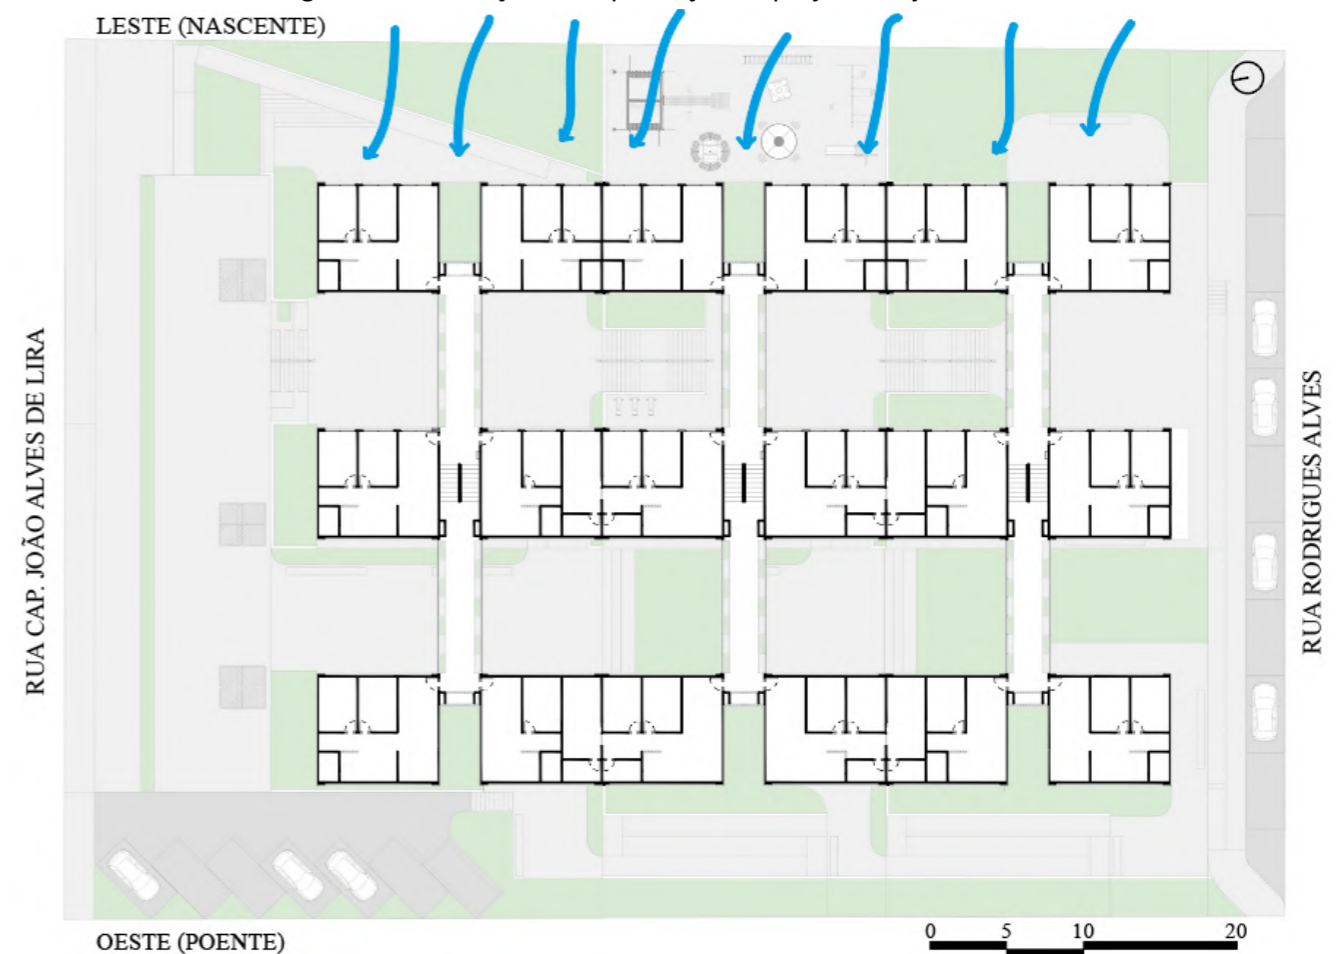 LESTE (NASCENTE)
RUA CAP. JOÃO ALVES DE LIRA
RUA RODRIGUES ALVES
OESTE (POENTE)
0 5 10 20